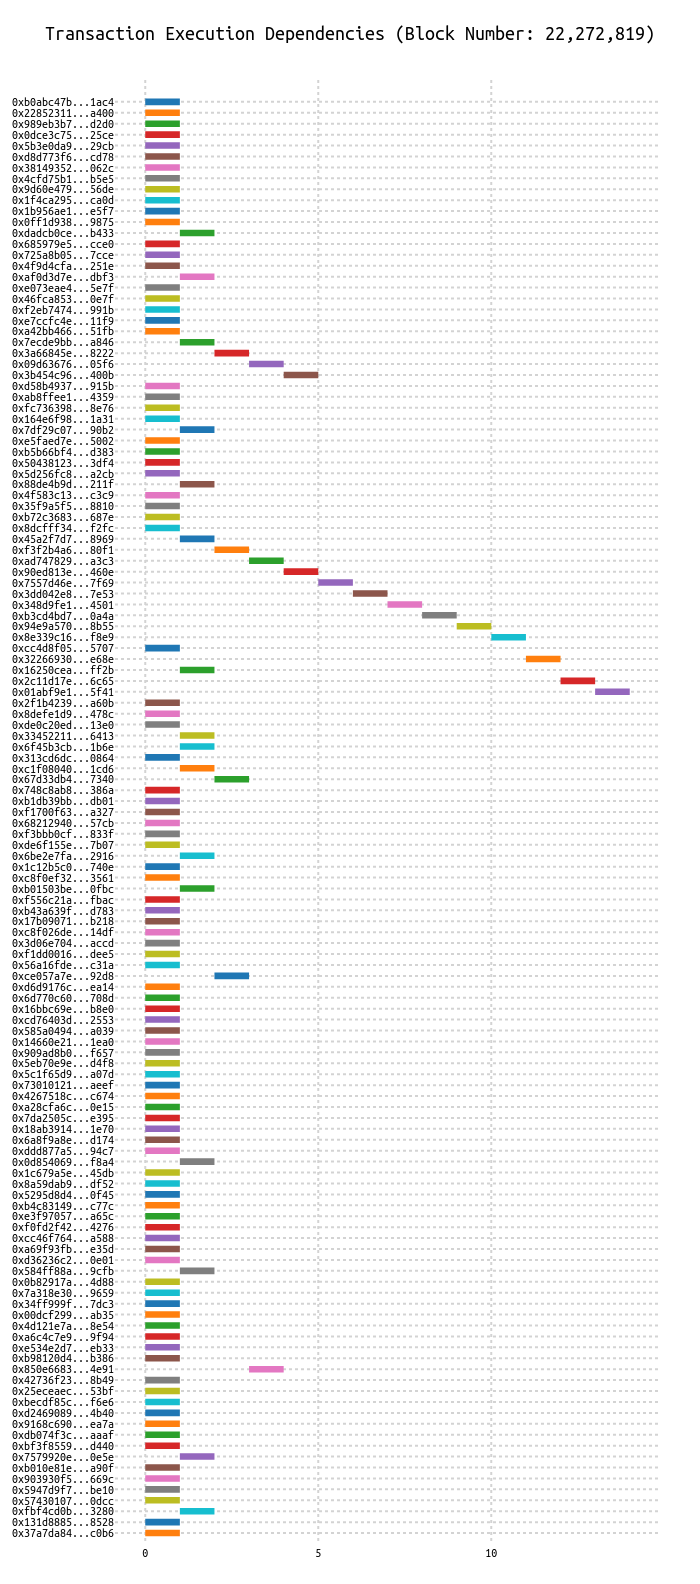 Transaction Execution Dependencies (Block Number: 22,272,819)
0xb0abc47b...1ac4
0x22852311...a400
0x989eb3b7...d2d0
0x0dce3c75...25ce
0x5b3e0da9...29cb
0xd8d773f6...cd78
0x38149352...062c
0x4cfd75b1...b5e5
0x9d60e479...56de
0x1f4ca295...ca0d
0x1b956ae1...e5f7
0x0ff1d938...9875
0xdadcb0ce...b433
0x685979e5...cce0
0x725a8b05...7cce
0x4f9d4cfa...251e
0xaf0d3d7e...dbf3
0xe073eae4...5e7f
0x46fca853...0e7f
0xf2eb7474...991b
0xe7ccfc4e...11f9
0xa42bb466...51fb
0x7ecde9bb...a846
0x3a66845e...8222
0x09d63676...05f6
0x3b454c96...400b
0xd58b4937...915b
0xab8ffee1...4359
0xfc736398...8e76
0x164e6f98...1a31
0x7df29c07...90b2
0xe5faed7e...5002
0xb5b66bf4...d383
0x50438123...3df4
0x5d256fc8...a2cb
0x88de4b9d...211f
0x4f583c13...c3c9
0x35f9a5f5...8810
0xb72c3683...687e
0x8dcfff34...f2fc
0x45a2f7d7...8969
0xf3f2b4a6...80f1
0xad747829...a3c3
0x90ed813e...460e
0x7557d46e...7f69
0x3dd042e8...7e53
0x348d9fe1...4501
0xb3cd4bd7...0a4a
0x94e9a570...8b55
0x8e339c16...f8e9
0xcc4d8f05...5707
0x32266930...e68e
0x16250cea...ff2b
0x2c11d17e...6c65
0x01abf9e1...5f41
0x2f1b4239...a60b
0x8defe1d9...478c
0xde0c20ed...13e0
0x33452211...6413
0x6f45b3cb...1b6e
0x313cd6dc...0864
0xc1f08040...1cd6
0x67d33db4...7340
0x748c8ab8...386a
0xb1db39bb...db01
0xf1700f63...a327
0x68212940...57cb
0xf3bbb0cf...833f
0xde6f155e...7b07
0x6be2e7fa...2916
0x1c12b5c0...740e
0xc8f0ef32...3561
0xb01503be...0fbc
0xf556c21a...fbac
0xb43a639f...d783
0x17b09071...b218
0xc8f026de...14df
0x3d06e704...accd
0xf1dd0016...dee5
0x56a16fde...c31a
0xce057a7e...92d8
0xd6d9176c...ea14
0x6d770c60...708d
0x16bbc69e...b8e0
0xcd76403d...2553
0x585a0494...a039
0x14660e21...1ea0
0x909ad8b0...f657
0x5eb70e9e...d4f8
0x5c1f65d9...a07d
0x73010121...aeef
0x4267518c...c674
0xa28cfa6c...0e15
0x7da2505c...e395
0x18ab3914...1e70
0x6a8f9a8e...d174
0xddd877a5...94c7
0x0d854069...f8a4
0x1c679a5e...45db
0x8a59dab9...df52
0x5295d8d4...0f45
0xb4c83149...c77c
0xe3f97057...a65c
0xf0fd2f42...4276
0xcc46f764...a588
0xa69f93fb...e35d
0xd36236c2...0e01
0x584ff88a...9cfb
0x0b82917a...4d88
0x7a318e30...9659
0x34ff999f...7dc3
0x00dcf299...ab35
0x4d121e7a...8e54
0xa6c4c7e9...9f94
0xe534e2d7...eb33
0xb98120d4...b386
0x850e6683...4e91
0x42736f23...8b49
0x25eceaec...53bf
0xbecdf85c...f6e6
0xd2469089...4b40
0x9168c690...ea7a
0xdb074f3c...aaaf
0xbf3f8559...d440
0x7579920e...0e5e
0xb010e81e...a90f
0x903930f5...669c
0x5947d9f7...be10
0x57430107...0dcc
0xfbf4cd0b...3280
0x131d8885...8528
0x37a7da84...c0b6
0 5 10